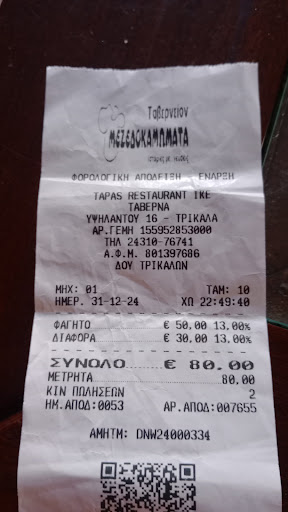 Ταβερνείον
ΜΕΖΕΔΟΚΑΜΩΜΑΤΑ
ΦΟΡΟΛΟΓΙΚΗ ΑΠΟΔΕΙΞΗ - ΕΝΑΡΞΗ
TAPAS RESTAURANT IKE
ΤΑΒΕΡΝΑ
ΥΨΗΛΑΝΤΟΥ 16 - ΤΡΙΚΑΛΑ
ΑΡ.ΓΕΜΗ 155952853000
ΤΗΛ 24310-76741
Α.Φ.Μ. 801397686
ΔΟΥ ΤΡΙΚΑΛΩΝ
ΜΗΧ: 01 ΤΑΜ: 10
ΗΜΕΡ. 31-12-24 ΧΩ 22:49:40
ΦΑΓΗΤΟ € 50,00 13.00%
ΔΙΑΦΟΡΑ € 30,00 13.00%
ΣΥΝΟΛΟ € 80,00
ΜΕΤΡΗΤΑ 80,00
ΚΙΝ ΠΩΛΗΣΕΩΝ 2
ΗΜ.ΑΠΟΔ:0053 ΑΡ.ΑΠΟΔ:007655
ΑΜΗΤΜ: DNW24000334